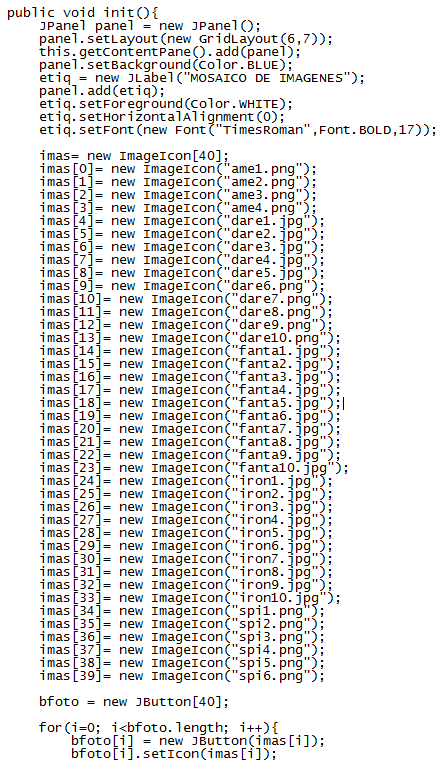 public void init(){
    JPanel panel = new JPanel();
    panel.setLayout(new GridLayout(6,7));
    this.getContentPane().add(panel);
    panel.setBackground(Color.BLUE);
    etiq = new JLabel("MOSAICO DE IMAGENES");
    panel.add(etiq);
    etiq.setForeground(Color.WHITE);
    etiq.setHorizontalAlignment(0);
    etiq.setFont(new Font("TimesRoman",Font.BOLD,17));

    imas= new ImageIcon[40];
    imas[0]= new ImageIcon("ame1.png");
    imas[1]= new ImageIcon("ame2.png");
    imas[2]= new ImageIcon("ame3.png");
    imas[3]= new ImageIcon("ame4.png");
    imas[4]= new ImageIcon("dare1.jpg");
    imas[5]= new ImageIcon("dare2.jpg");
    imas[6]= new ImageIcon("dare3.jpg");
    imas[7]= new ImageIcon("dare4.jpg");
    imas[8]= new ImageIcon("dare5.jpg");
    imas[9]= new ImageIcon("dare6.png");
    imas[10]= new ImageIcon("dare7.png");
    imas[11]= new ImageIcon("dare8.png");
    imas[12]= new ImageIcon("dare9.png");
    imas[13]= new ImageIcon("dare10.png");
    imas[14]= new ImageIcon("fanta1.jpg");
    imas[15]= new ImageIcon("fanta2.jpg");
    imas[16]= new ImageIcon("fanta3.jpg");
    imas[17]= new ImageIcon("fanta4.jpg");
    imas[18]= new ImageIcon("fanta5.jpg");
    imas[19]= new ImageIcon("fanta6.jpg");
    imas[20]= new ImageIcon("fanta7.jpg");
    imas[21]= new ImageIcon("fanta8.jpg");
    imas[22]= new ImageIcon("fanta9.jpg");
    imas[23]= new ImageIcon("fanta10.jpg");
    imas[24]= new ImageIcon("iron1.jpg");
    imas[25]= new ImageIcon("iron2.jpg");
    imas[26]= new ImageIcon("iron3.jpg");
    imas[27]= new ImageIcon("iron4.jpg");
    imas[28]= new ImageIcon("iron5.jpg");
    imas[29]= new ImageIcon("iron6.jpg");
    imas[30]= new ImageIcon("iron7.jpg");
    imas[31]= new ImageIcon("iron8.jpg");
    imas[32]= new ImageIcon("iron9.jpg");
    imas[33]= new ImageIcon("iron10.jpg");
    imas[34]= new ImageIcon("spi1.png");
    imas[35]= new ImageIcon("spi2.png");
    imas[36]= new ImageIcon("spi3.png");
    imas[37]= new ImageIcon("spi4.png");
    imas[38]= new ImageIcon("spi5.png");
    imas[39]= new ImageIcon("spi6.png");

    bfoto = new JButton[40];

    for(i=0; i<bfoto.length; i++){
        bfoto[i] = new JButton(imas[i]);
        bfoto[i].setIcon(imas[i]);